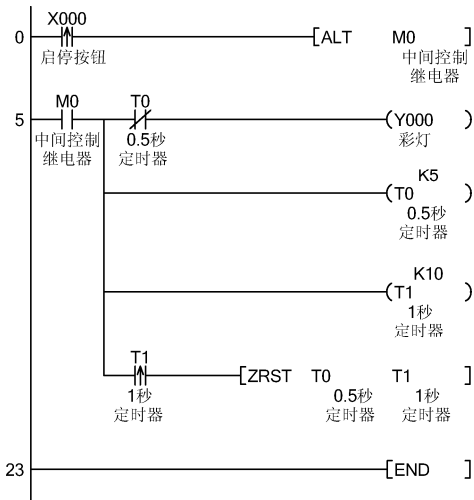 X000
0 ALT M0
启停按钮 中间控制
继电器
M0 T0
5 Y000
中间控制 0.5秒 彩灯
继电器 定时器
K5
T0
0.5秒
定时器
K10
T1
1秒
定时器
T1
ZRST T0 T1
1秒 0.5秒 1秒
定时器 定时器 定时器
23 END